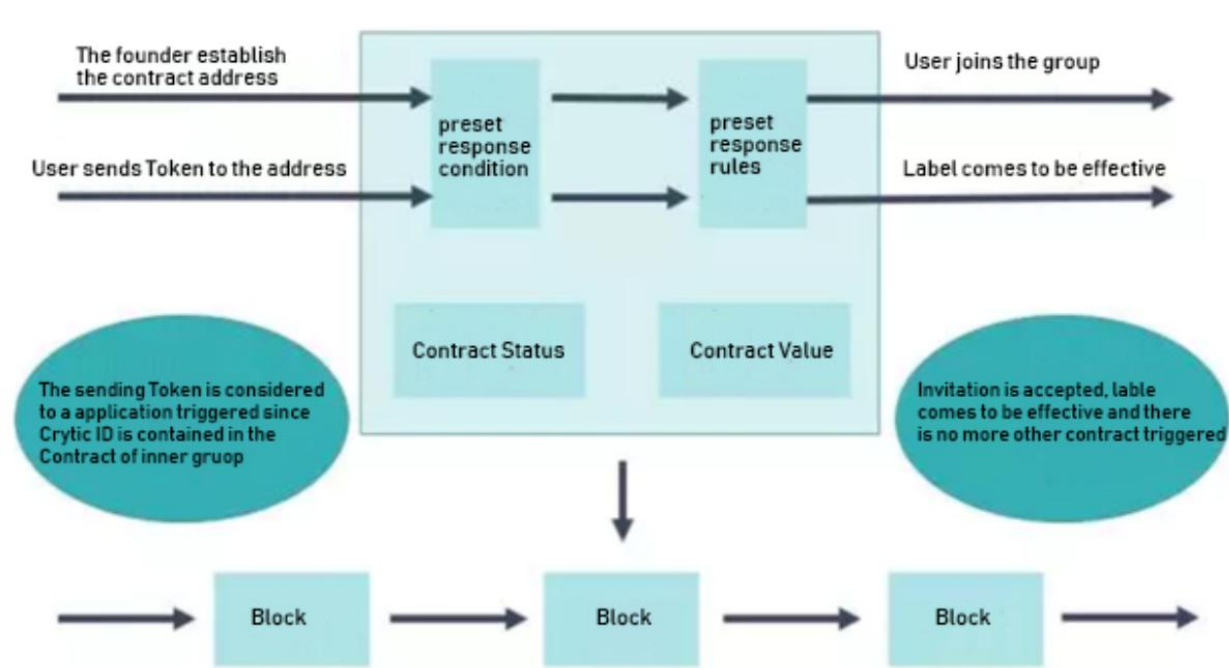 The founder establish
the contract address
User joins the group
preset
response
condition
preset
response
rules
User sends Token to the address
Label comes to be effective
Contract Status
Contract Value
The sending Token is considered
to a application triggered since
Crytic ID is contained in the
Contract of inner gruop
Invitation is accepted, lable
comes to be effective and there
is no more other contract triggered
Block
Block
Block